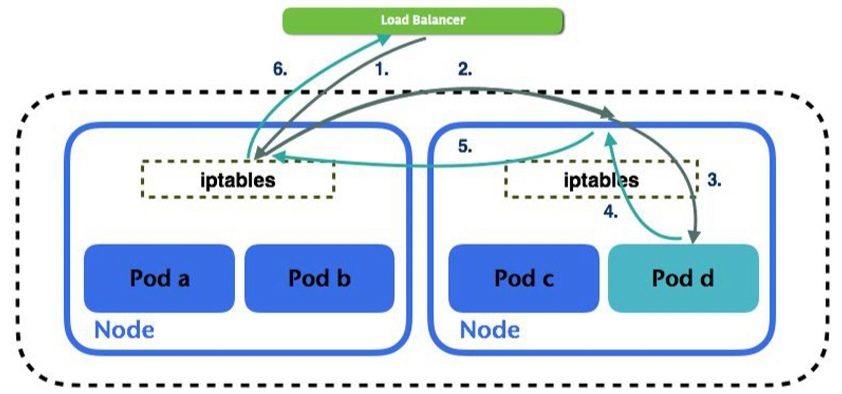 Load Balancer
6.
1.
2.
5.
iptables
iptables
3.
4.
Pod a
Pod b
Pod c
Pod d
Node
Node